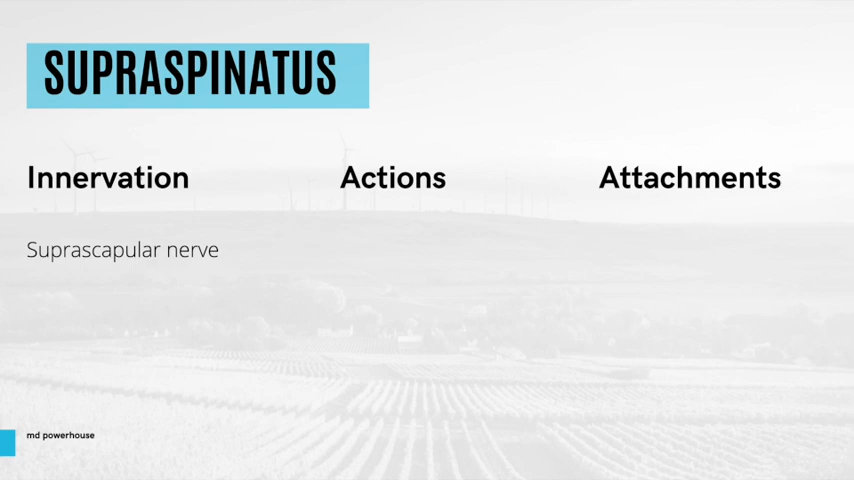 SUPRASPINATUS
Innervation
Actions
Attachments
Suprascapular nerve
md powerhouse